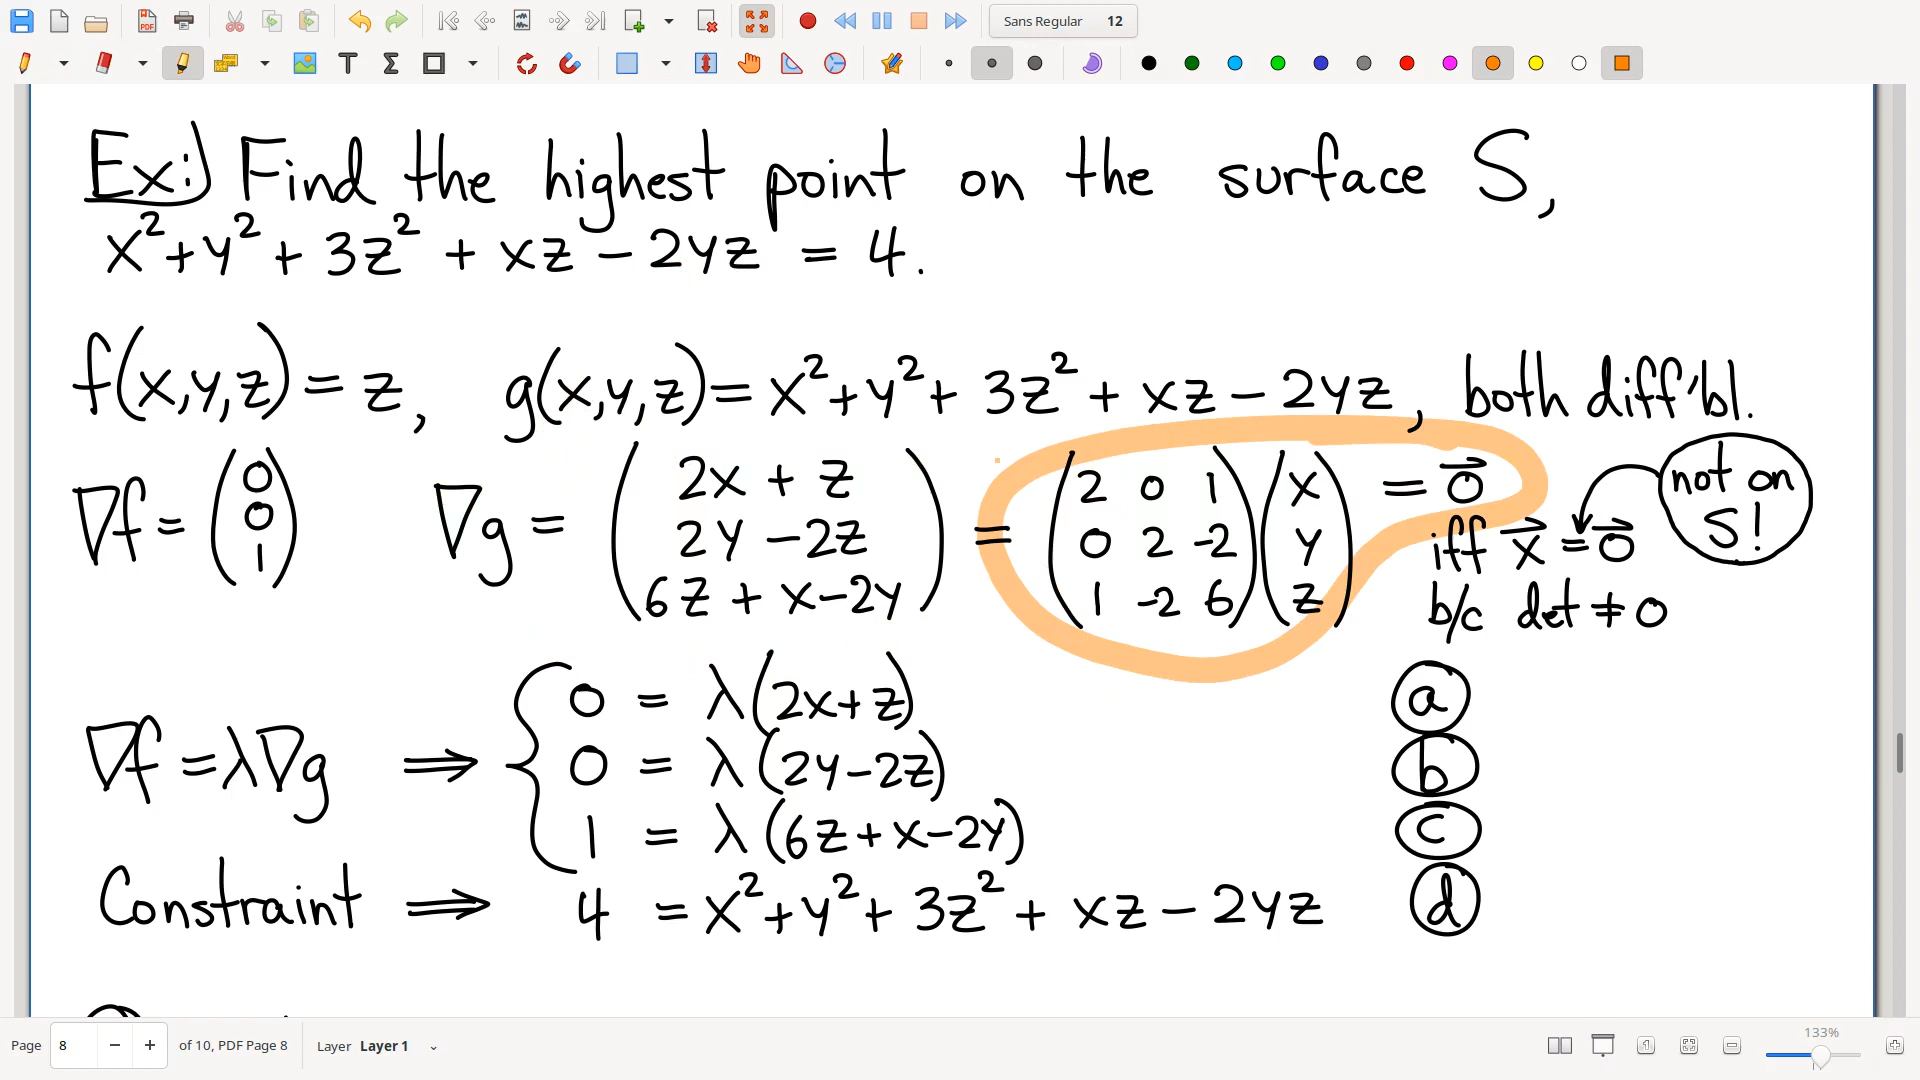 Sans Regular 12
Ex:) Find the highest point on the surface S,
x² + y² + 3z² + xz − 2yz = 4.
f(x,y,z) = z, g(x,y,z) = x² + y² + 3z² + xz − 2yz, both diff'bl.
∇f = (0 0 1) ∇g = (2x + z 2y − 2z 6z + x − 2y) = (2 0 1 0 2 -2 1 -2 6)(x y z) = 0⃗ iff x⃗ = 0⃗ b/c det ≠ 0 not on S!
∇f = λ∇g ⟹ { 0 = λ(2x + z) ⓐ
0 = λ(2y − 2z) ⓑ
1 = λ(6z + x − 2y) ⓒ
Constraint ⟹ 4 = x² + y² + 3z² + xz − 2yz ⓓ
Page 8 − + of 10, PDF Page 8 Layer Layer 1 133%